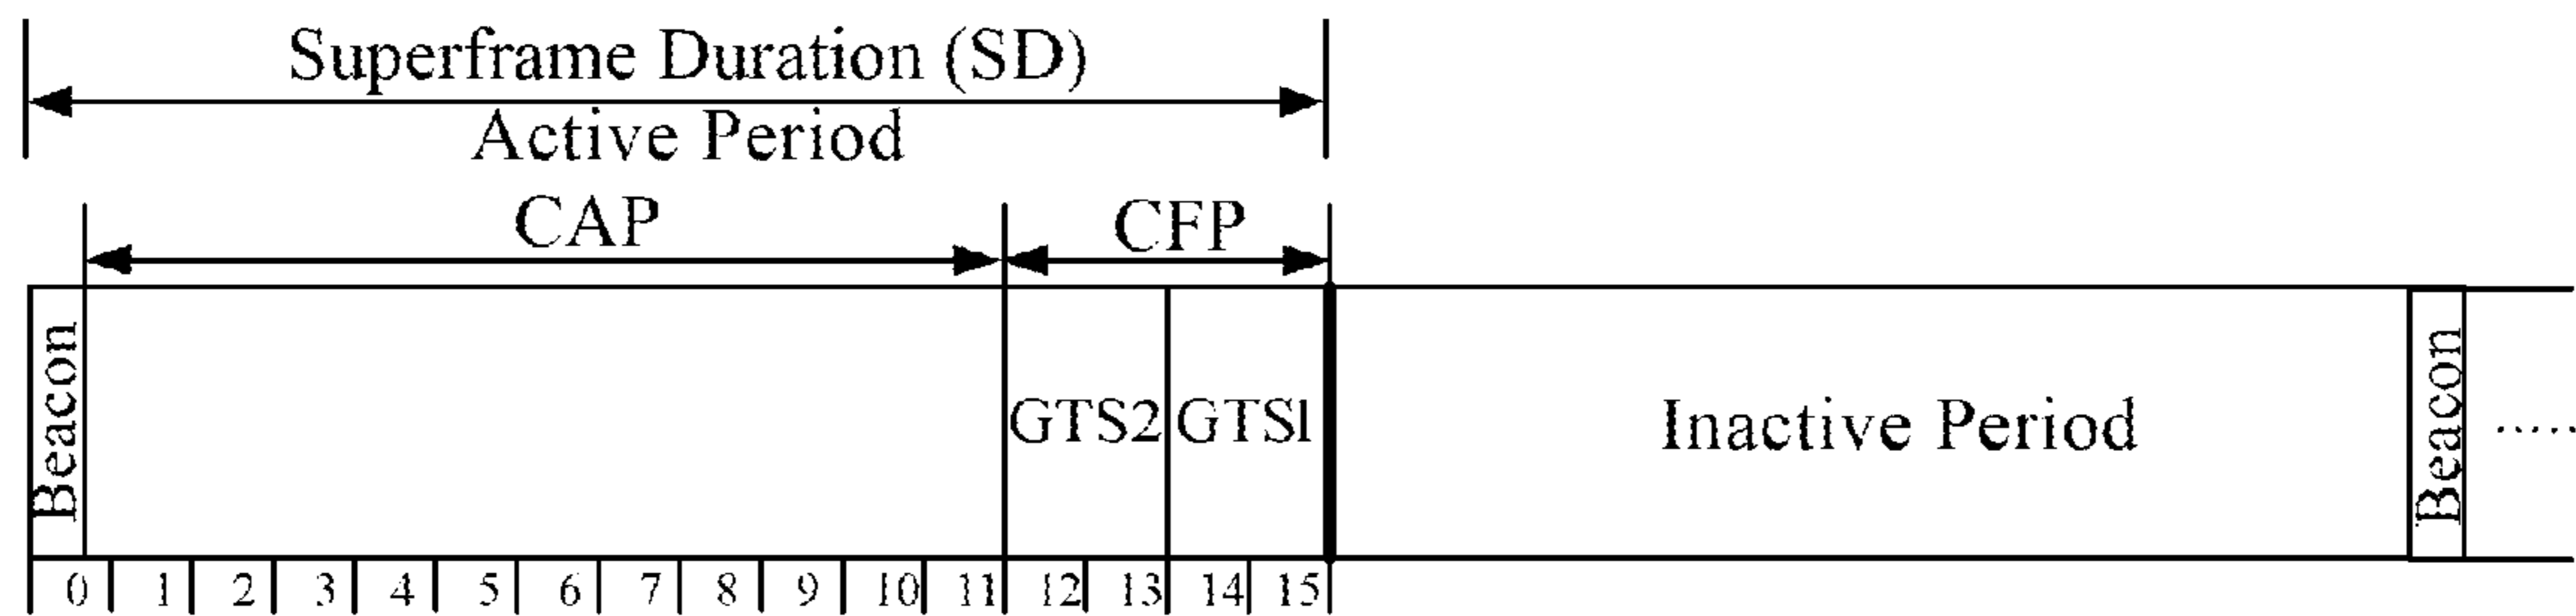 Superframe Duration (SD)
Active Period
CAP CFP
Beacon GTS2 GTS1 Inactive Period Beacon .....
0 1 2 3 4 5 6 7 8 9 10 11 12 13 14 15